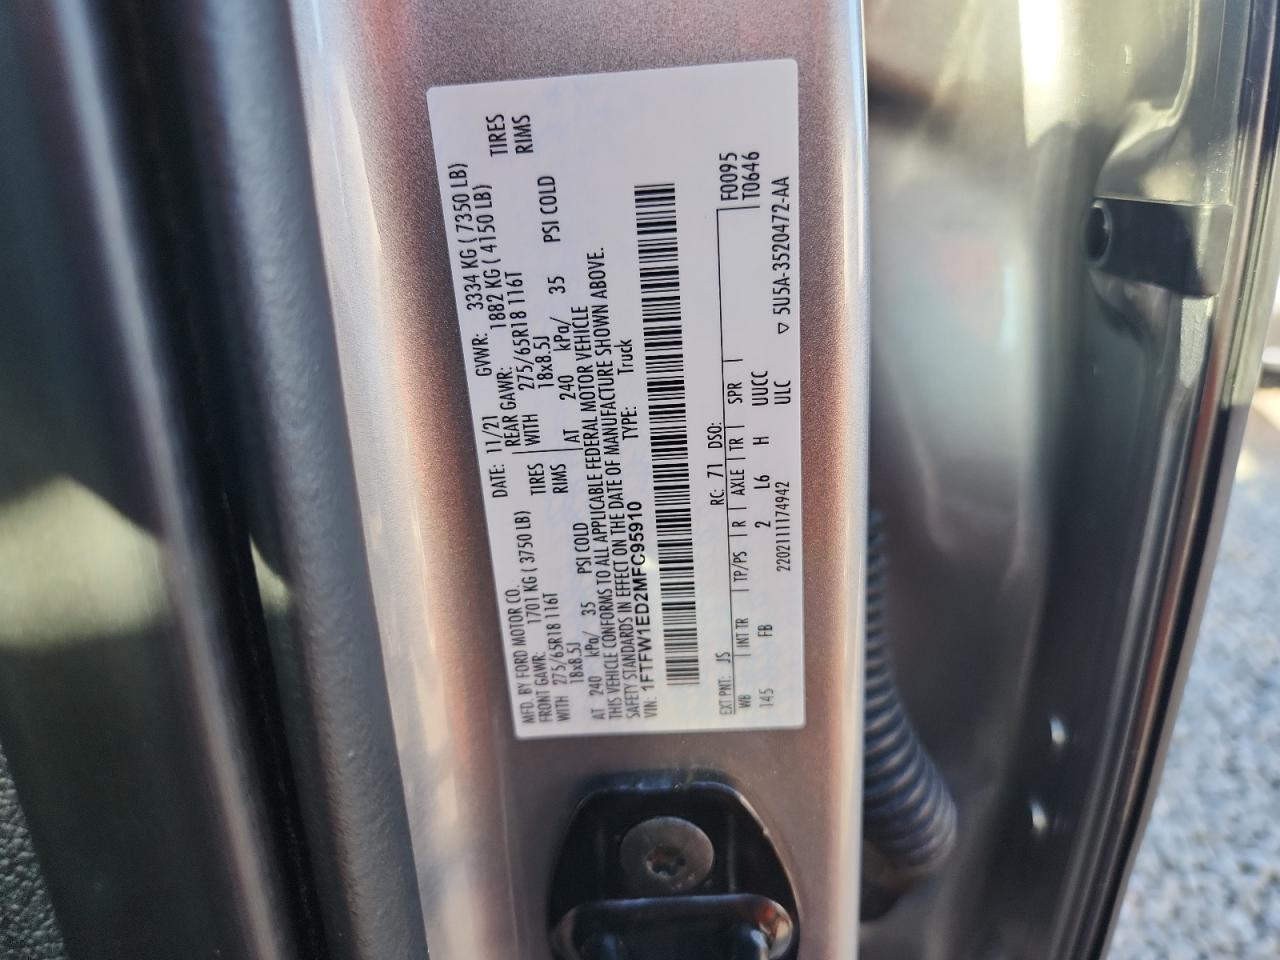 MFD. BY FORD MOTOR CO.
DATE: 11/21 GVWR: 3334 KG ( 7350 LB)
FRONT GAWR: 1701 KG ( 3750 LB) REAR GAWR: 1882 KG ( 4150 LB)
WITH 275/65R18 116T TIRES WITH 275/65R18 116T TIRES
18x8.5J RIMS 18x8.5J RIMS
AT 240 kPa/ 35 PSI COLD AT 240 kPa/ 35 PSI COLD
THIS VEHICLE CONFORMS TO ALL APPLICABLE FEDERAL MOTOR VEHICLE
SAFETY STANDARDS IN EFFECT ON THE DATE OF MANUFACTURE SHOWN ABOVE.
VIN: 1FTFW1ED2MFC95910 TYPE: Truck
EXT PNT: JS RC: 71 DSO: F0095
WB INT TR TP/PS R AXLE TR SPR T0646
145 FB 2 L6 H UUCC
2202111174942 ULC ▽ 5U5A-3520472-AA